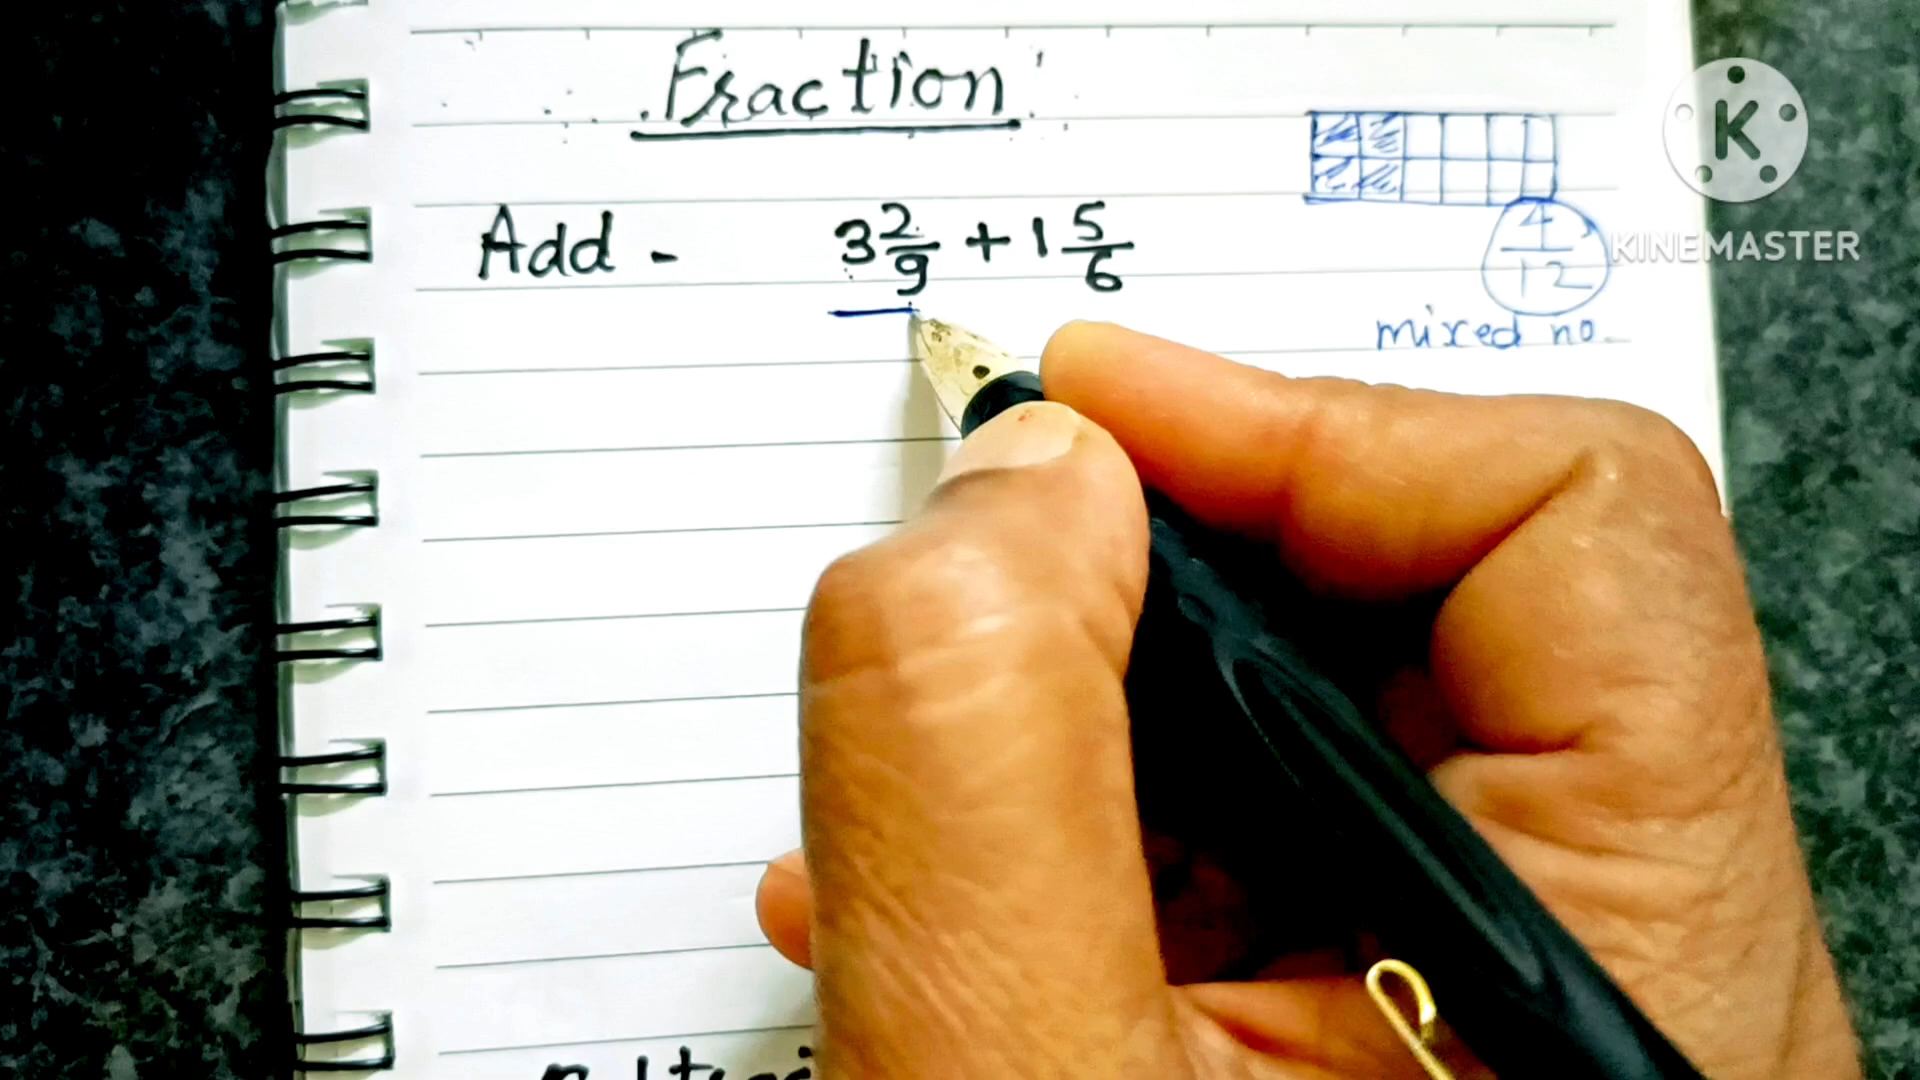 Fraction
Add - 3 2/9 + 1 5/6
4/12
mixed no.
K
KINEMASTER